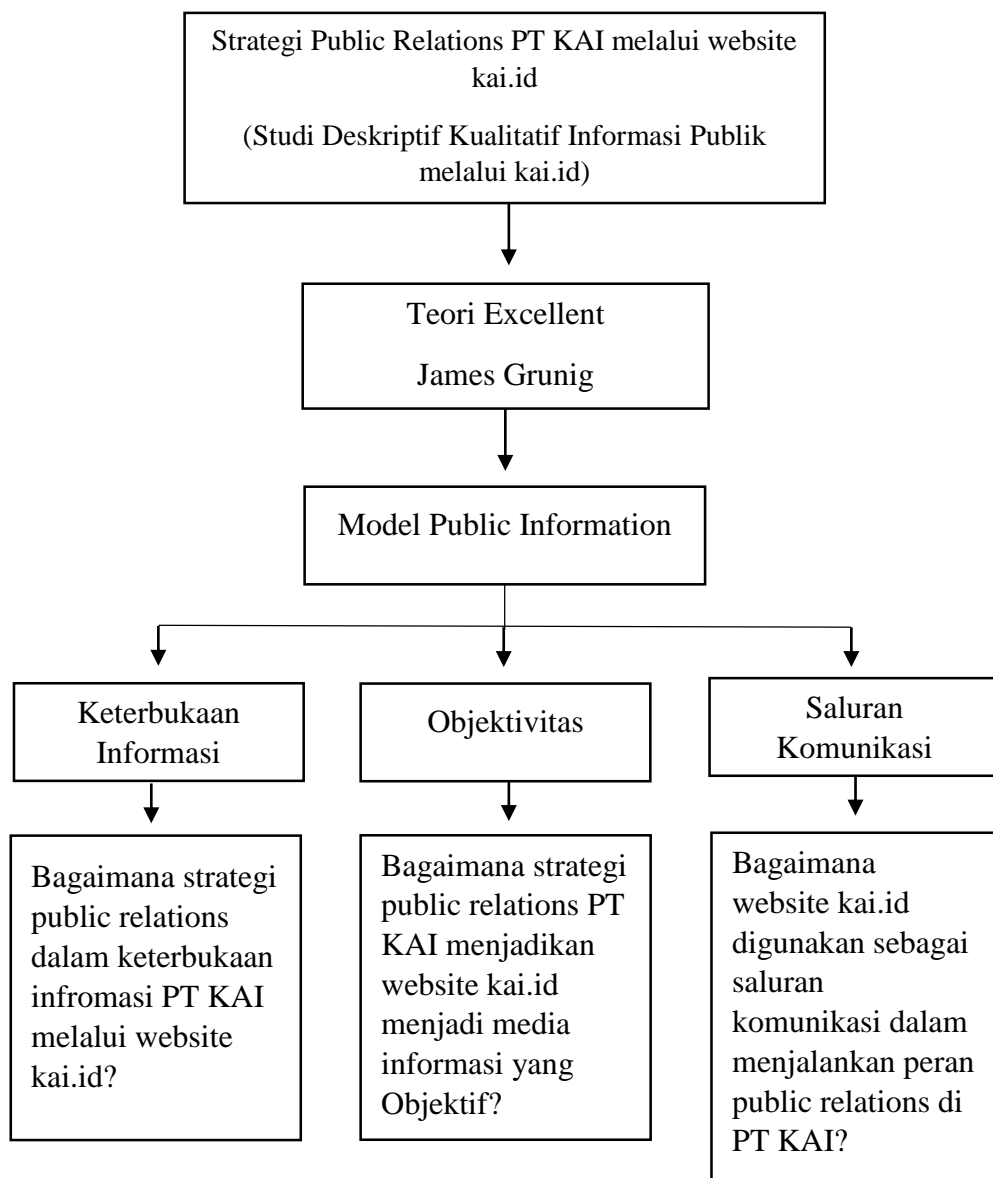 Strategi Public Relations PT KAI melalui website
kai.id
(Studi Deskriptif Kualitatif Informasi Publik
melalui kai.id)
Teori Excellent
James Grunig
Model Public Information
Keterbukaan
Informasi
Objektivitas
Saluran
Komunikasi
Bagaimana strategi
public relations
dalam keterbukaan
infromasi PT KAI
melalui website
kai.id?
Bagaimana strategi
public relations PT
KAI menjadikan
website kai.id
menjadi media
informasi yang
Objektif?
Bagaimana
website kai.id
digunakan sebagai
saluran
komunikasi dalam
menjalankan peran
public relations di
PT KAI?